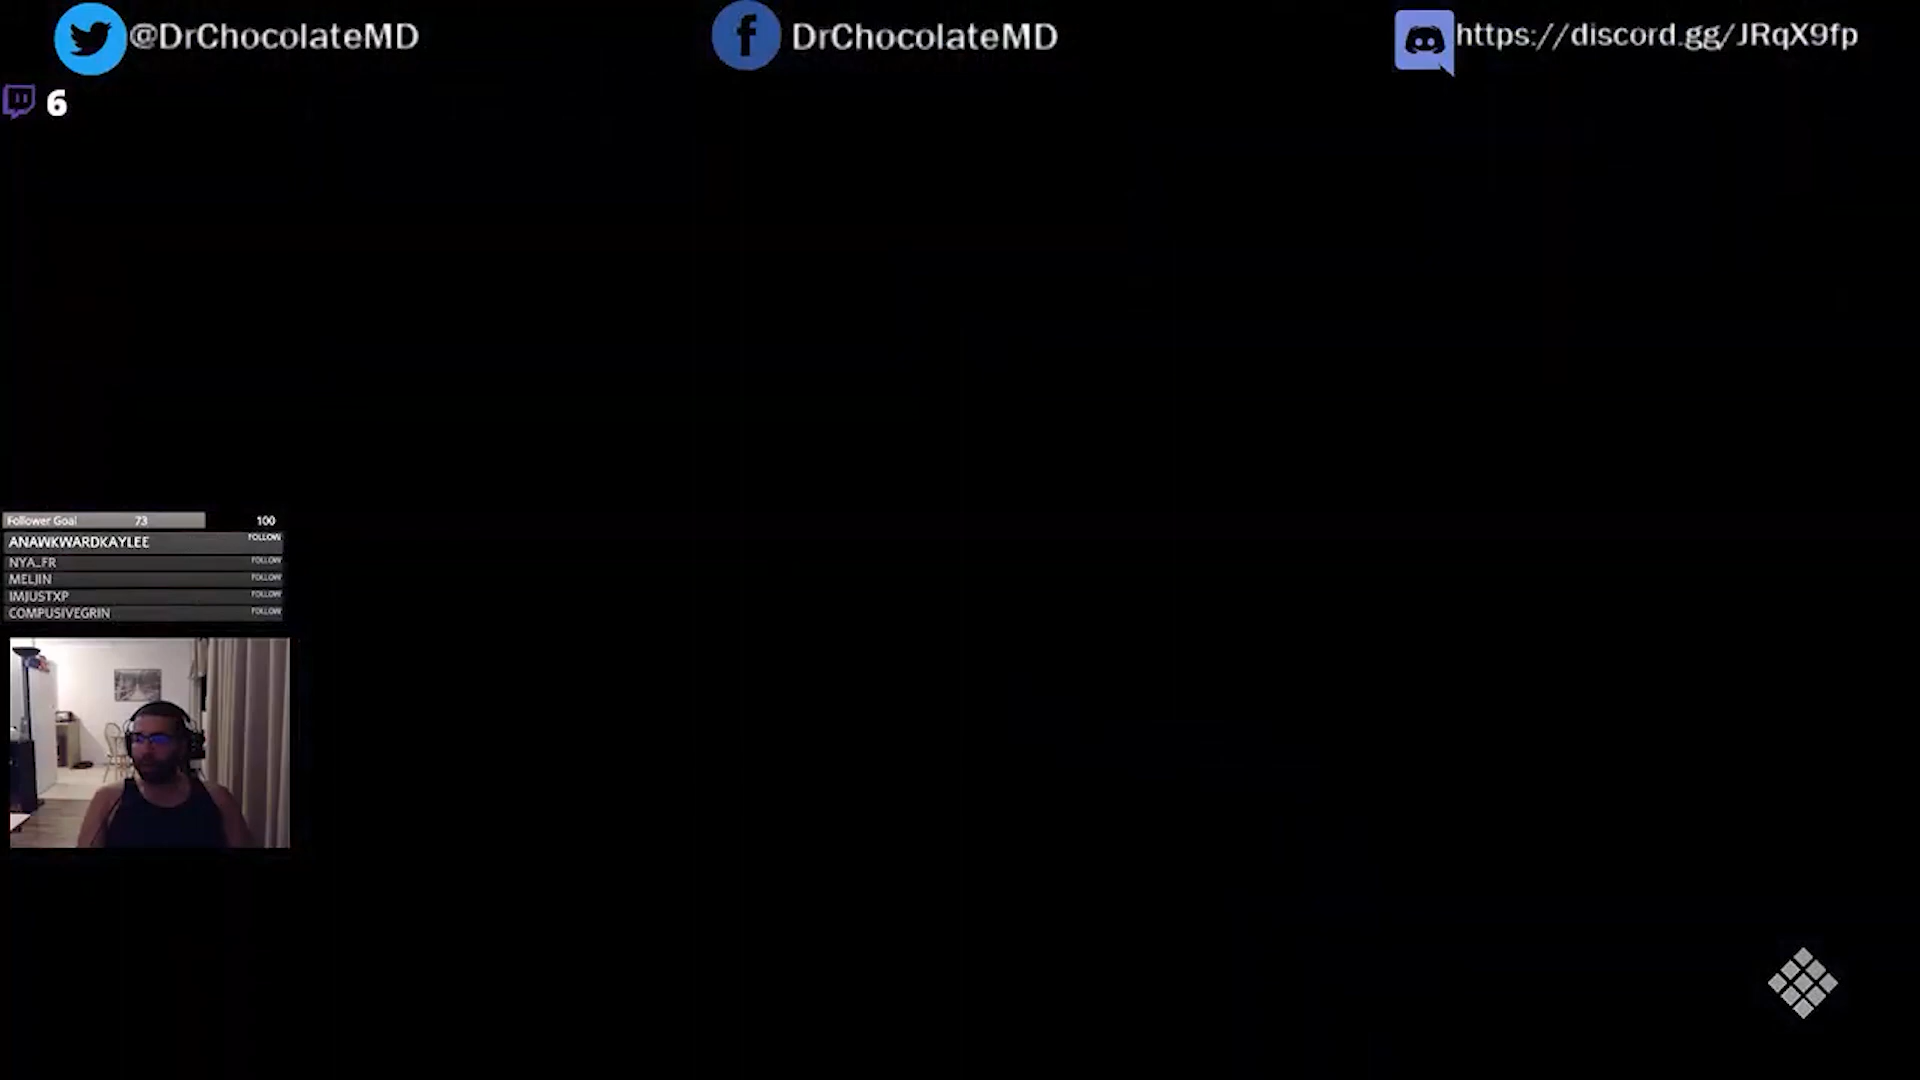 @DrChocolateMD
DrChocolateMD
https://discord.gg/JRqX9fp
6
Follower Goal 73 100
ANAWKWARDKAYLEE FOLLOW
NYA_FR FOLLOW
MELJIN FOLLOW
IMJUSTXP FOLLOW
COMPUSIVEGRIN FOLLOW